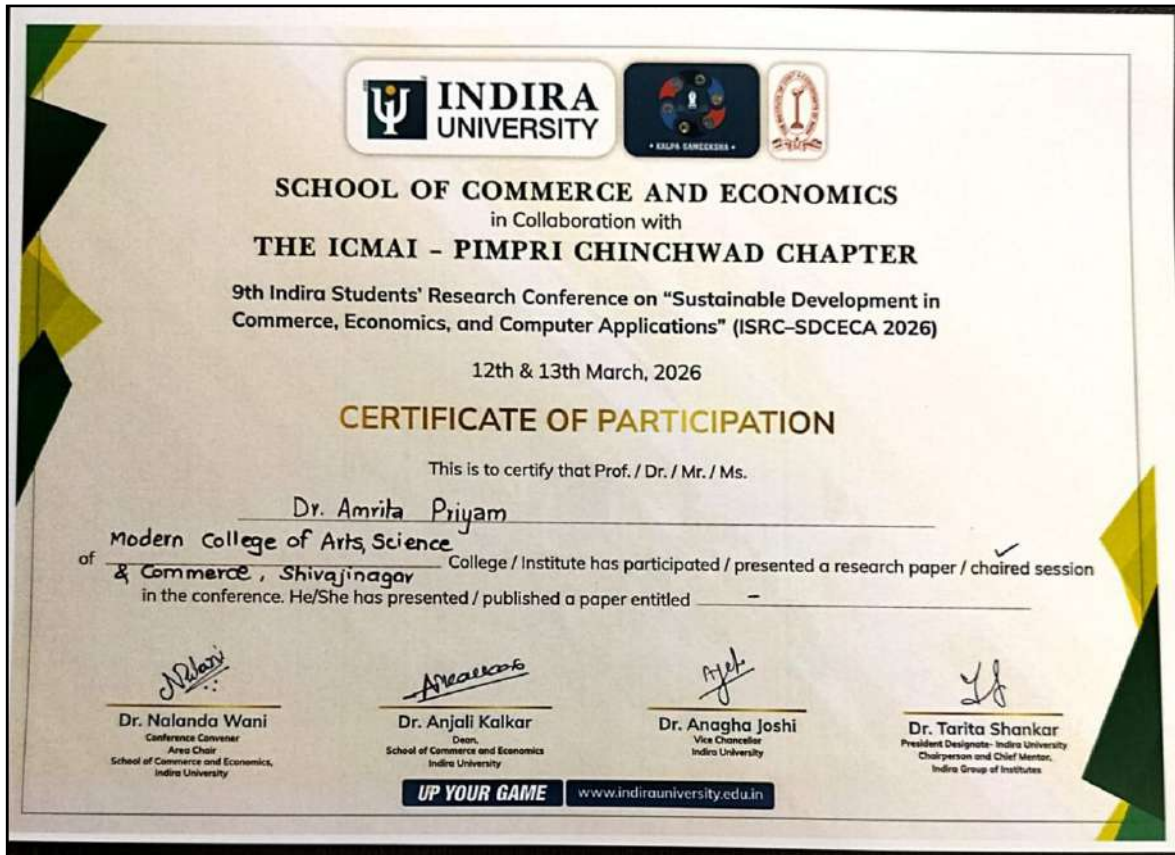 INDIRA
UNIVERSITY
• KALPA SAMEEKSHA •
SCHOOL OF COMMERCE AND ECONOMICS
in Collaboration with
THE ICMAI – PIMPRI CHINCHWAD CHAPTER
9th Indira Students' Research Conference on “Sustainable Development in
Commerce, Economics, and Computer Applications” (ISRC–SDCECA 2026)
12th & 13th March, 2026
CERTIFICATE OF PARTICIPATION
This is to certify that Prof. / Dr. / Mr. / Ms.
Dr. Amrita Priyam
of Modern College of Arts, Science
& Commerce, Shivajinagar College / Institute has participated / presented a research paper / chaired session
in the conference. He/She has presented / published a paper entitled –
Dr. Nalanda Wani
Conference Convener
Area Chair
School of Commerce and Economics,
Indira University
Dr. Anjali Kalkar
Dean,
School of Commerce and Economics
Indira University
Dr. Anagha Joshi
Vice Chancellor
Indira University
Dr. Tarita Shankar
President Designate- Indira University
Chairperson and Chief Mentor,
Indira Group of Institutes
UP YOUR GAME www.indirauniversity.edu.in